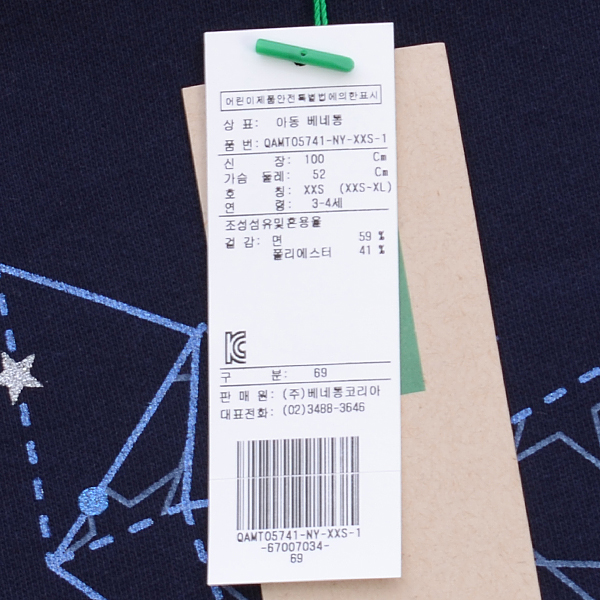 어린이제품안전특별법에의한표시
상 표: 아동 베네통
품 번: QAMTO5741-NY-XXS-1
신 장: 100 Cm
가슴 둘레: 52 Cm
호 칭: XXS (XXS-XL)
연 령: 3-4세
조성섬유및혼용율
겉 감: 면 59 %
폴리에스터 41 %
구 분: 69
판 매 원: (주)베네통코리아
대표전화: (02)3488-3646
QAMTO5741-NY-XXS-1
-67007034-
69